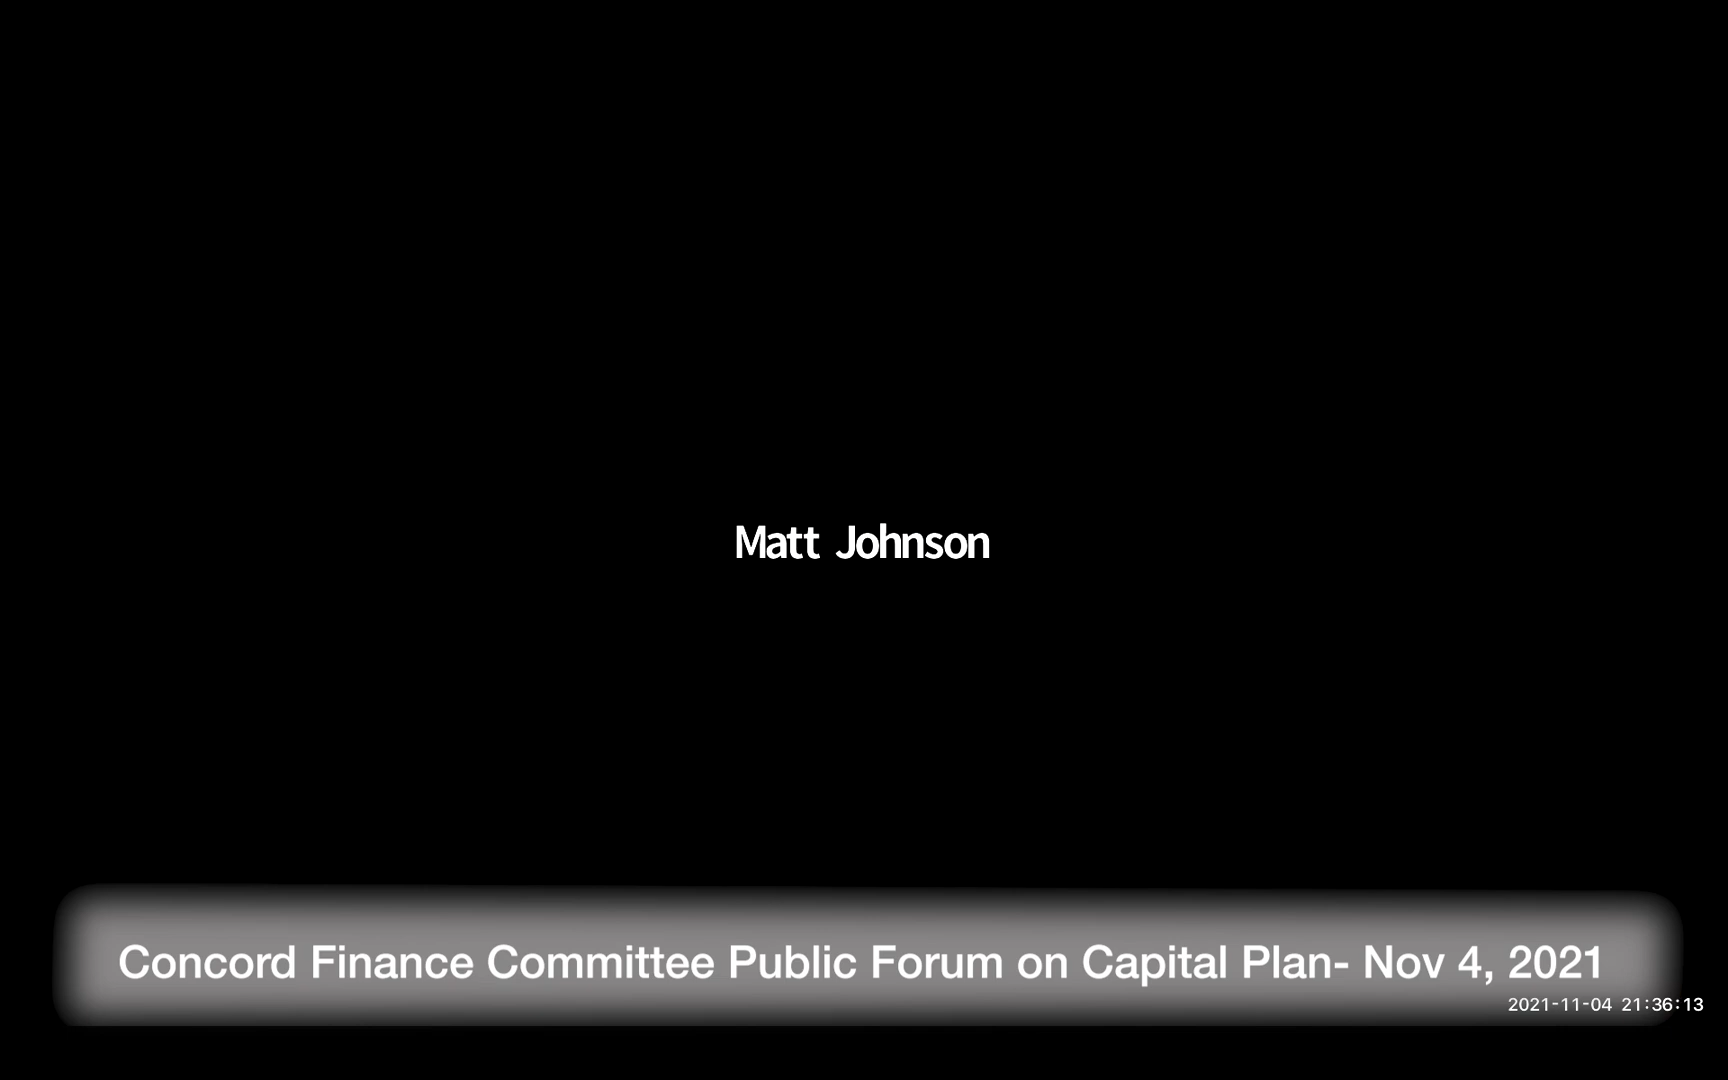 Matt Johnson
Concord Finance Committee Public Forum on Capital Plan- Nov 4, 2021
2021-11-04 21:36:13